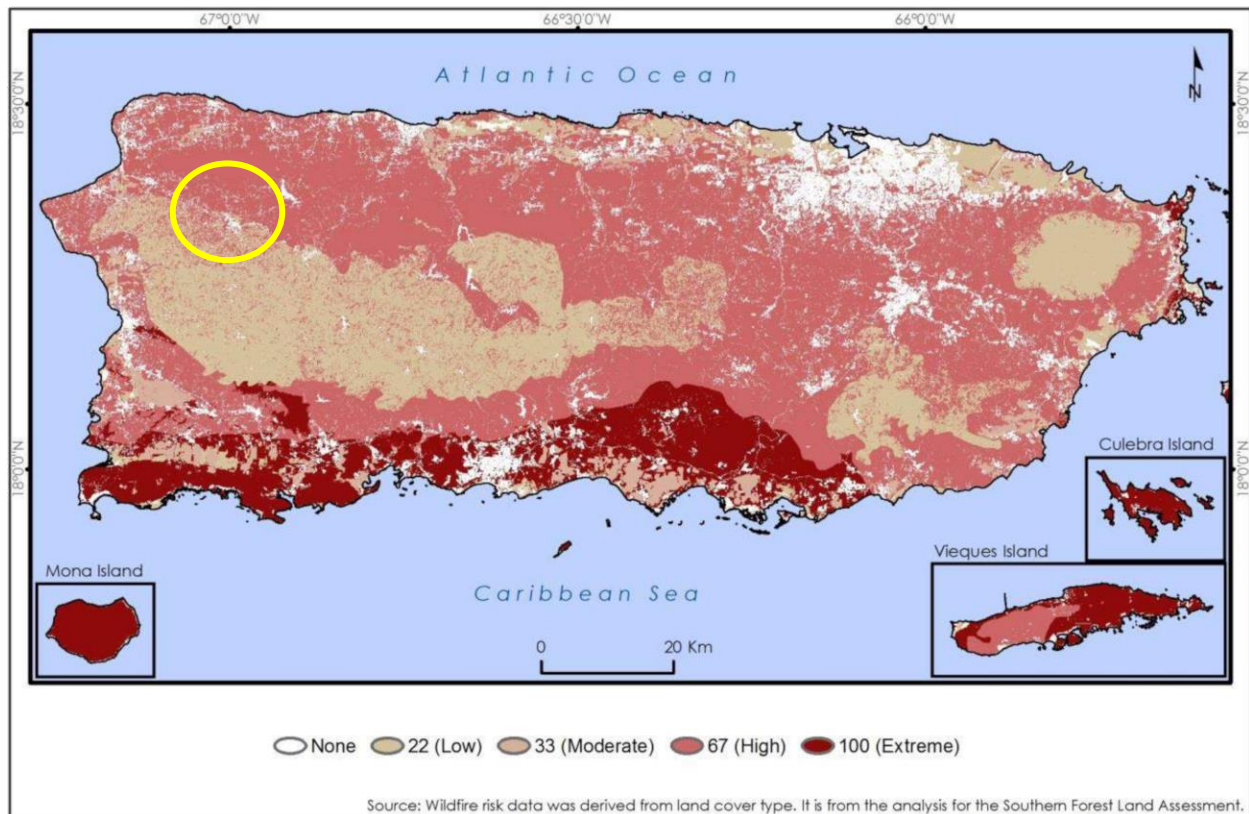 67°0'0"W 66°30'0"W 66°0'0"W
18°30'0"N 18°30'0"N
Atlantic Ocean
N
18°0'0"N 18°0'0"N
Culebra Island
Vieques Island
Mona Island
Caribbean Sea
0 20 Km
None 22 (Low) 33 (Moderate) 67 (High) 100 (Extreme)
Source: Wildfire risk data was derived from land cover type. It is from the analysis for the Southern Forest Land Assessment.